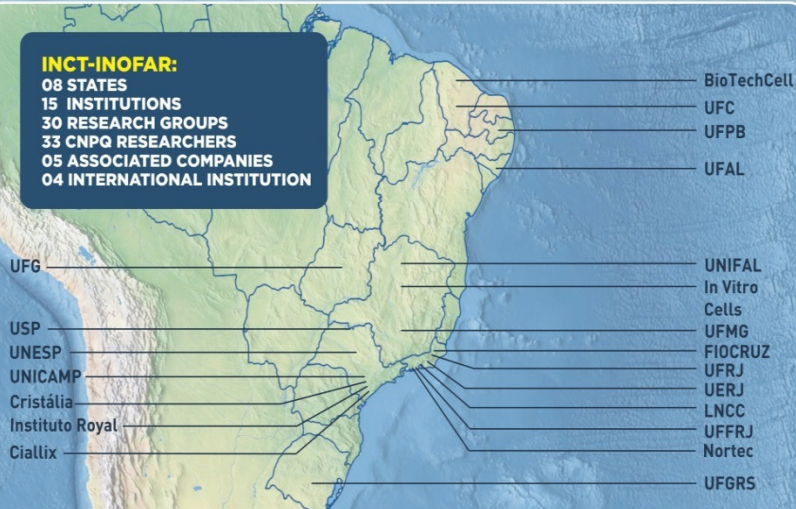 INCT-INOFAR:
08 STATES
15 INSTITUTIONS
30 RESEARCH GROUPS
33 CNPQ RESEARCHERS
05 ASSOCIATED COMPANIES
04 INTERNATIONAL INSTITUTION
UFG
USP
UNESP
UNICAMP
Cristália
Instituto Royal
Ciallix
BioTechCell
UFC
UFPB
UFAL
UNIFAL
In Vitro
Cells
UFMG
FIOCRUZ
UFRJ
UERJ
LNCC
UFFRJ
Nortec
UFGRS